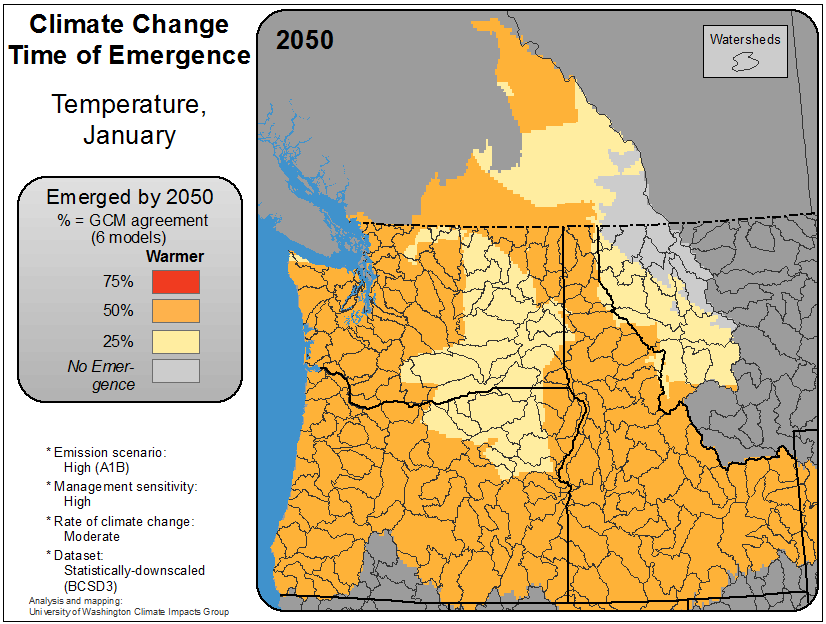 Climate Change
Time of Emergence
Temperature,
January
Emerged by 2050
% = GCM agreement
(6 models)
Warmer
75%
50%
25%
No Emer-
gence
* Emission scenario:
High (A1B)
* Management sensitivity:
High
* Rate of climate change:
Moderate
* Dataset:
Statistically-downscaled
(BCSD3)
Analysis and mapping:
University of Washington Climate Impacts Group
2050
Watersheds